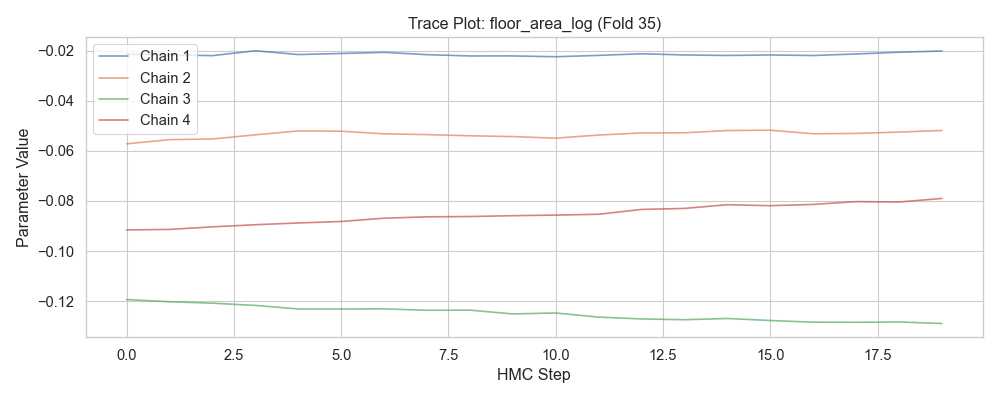 Trace Plot: floor_area_log (Fold 35)
Chain 1
Chain 2
Chain 3
Chain 4
Parameter Value
−0.02
−0.04
−0.06
−0.08
−0.10
−0.12
0.0 2.5 5.0 7.5 10.0 12.5 15.0 17.5
HMC Step